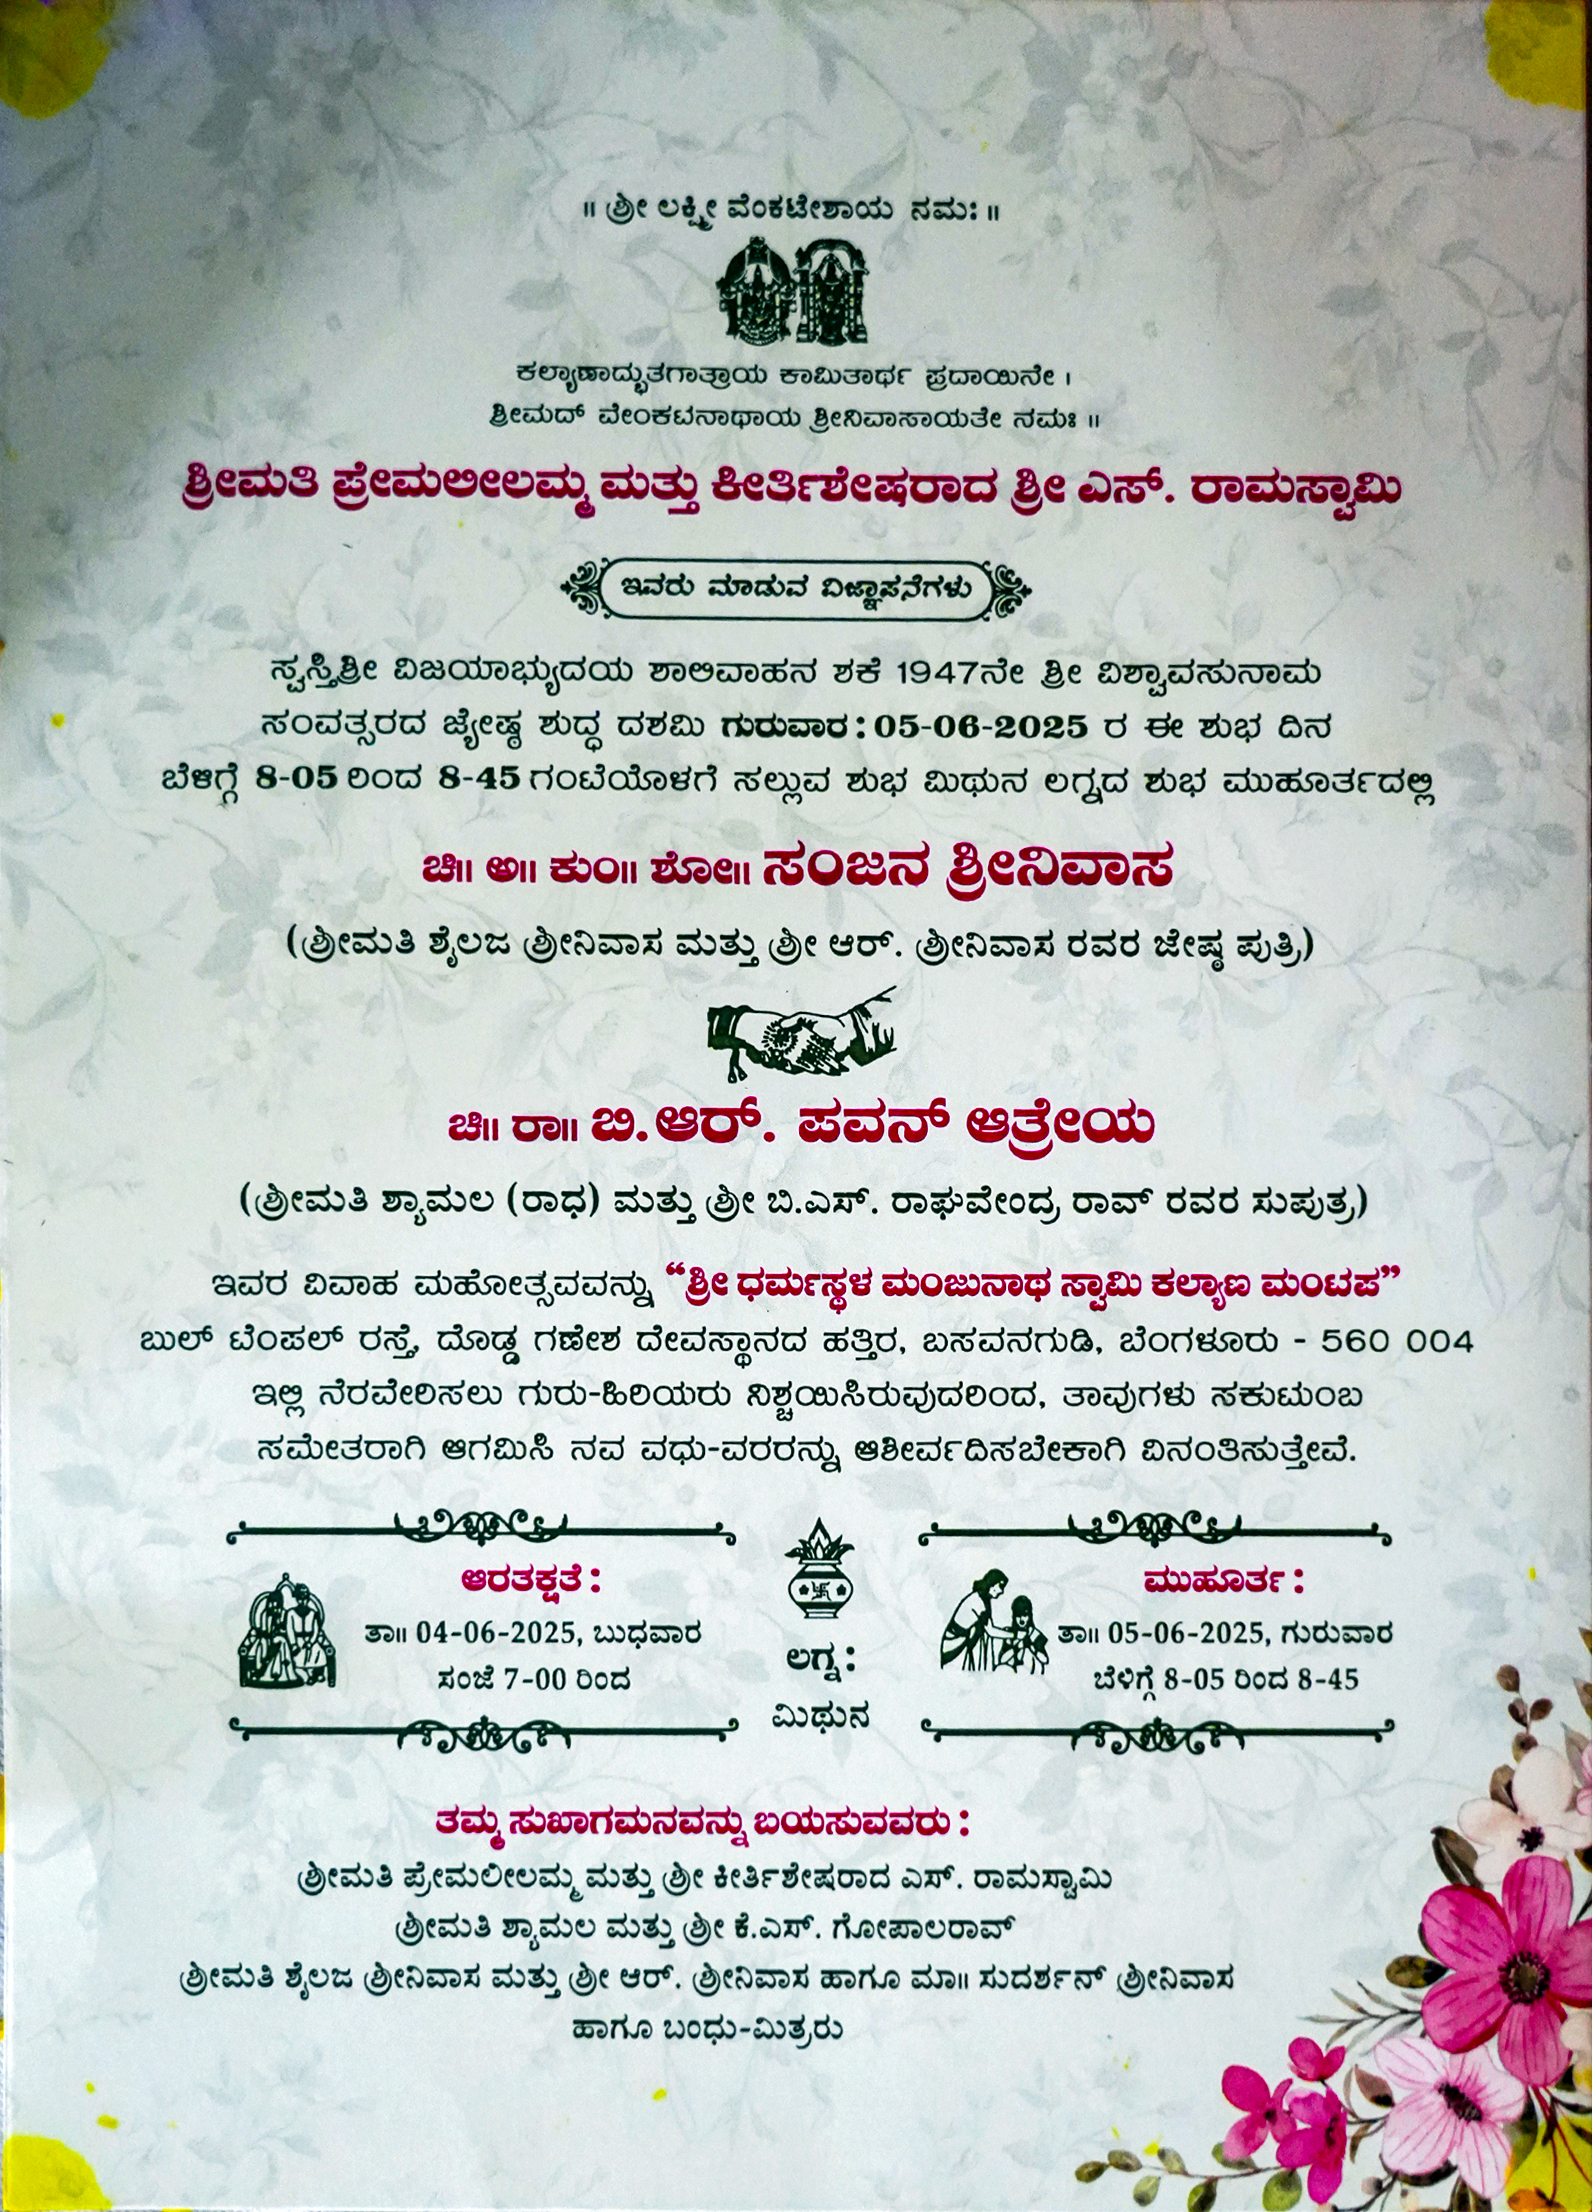 ॥ ಶ್ರೀ ಲಕ್ಷ್ಮೀ ವೆಂಕಟೇಶಾಯ ನಮಃ ॥
ಕಲ್ಯಾಣಾದ್ಭುತಗಾತ್ರಾಯ ಕಾಮಿತಾರ್ಥ ಪ್ರದಾಯಿನೇ ।
ಶ್ರೀಮದ್ ವೇಂಕಟನಾಥಾಯ ಶ್ರೀನಿವಾಸಾಯತೇ ನಮಃ ॥
ಶ್ರೀಮತಿ ಪ್ರೇಮಲೀಲಮ್ಮ ಮತ್ತು ಕೀರ್ತಿಶೇಷರಾದ ಶ್ರೀ ಎಸ್. ರಾಮಸ್ವಾಮಿ
ಇವರು ಮಾಡುವ ವಿಜ್ಞಾಪನೆಗಳು
ಸ್ವಸ್ತಿಶ್ರೀ ವಿಜಯಾಭ್ಯುದಯ ಶಾಲಿವಾಹನ ಶಕೆ 1947ನೇ ಶ್ರೀ ವಿಶ್ವಾವಸುನಾಮ
ಸಂವತ್ಸರದ ಜ್ಯೇಷ್ಠ ಶುದ್ಧ ದಶಮಿ ಗುರುವಾರ : 05-06-2025 ರ ಈ ಶುಭ ದಿನ
ಬೆಳಿಗ್ಗೆ 8-05 ರಿಂದ 8-45 ಗಂಟೆಯೊಳಗೆ ಸಲ್ಲುವ ಶುಭ ಮಿಥುನ ಲಗ್ನದ ಶುಭ ಮುಹೂರ್ತದಲ್ಲಿ
ಚಿ॥ ಅ॥ ಕುಂ॥ ಶೋ॥ ಸಂಜನ ಶ್ರೀನಿವಾಸ
(ಶ್ರೀಮತಿ ಶೈಲಜ ಶ್ರೀನಿವಾಸ ಮತ್ತು ಶ್ರೀ ಆರ್. ಶ್ರೀನಿವಾಸ ರವರ ಜೇಷ್ಠ ಪುತ್ರಿ)
ಚಿ॥ ರಾ॥ ಬಿ.ಆರ್. ಪವನ್ ಆತ್ರೇಯ
(ಶ್ರೀಮತಿ ಶ್ಯಾಮಲ (ರಾಧ) ಮತ್ತು ಶ್ರೀ ಬಿ.ಎಸ್. ರಾಘವೇಂದ್ರ ರಾವ್ ರವರ ಸುಪುತ್ರ)
ಇವರ ವಿವಾಹ ಮಹೋತ್ಸವವನ್ನು “ಶ್ರೀ ಧರ್ಮಸ್ಥಳ ಮಂಜುನಾಥ ಸ್ವಾಮಿ ಕಲ್ಯಾಣ ಮಂಟಪ”
ಬುಲ್ ಟೆಂಪಲ್ ರಸ್ತೆ, ದೊಡ್ಡ ಗಣೇಶ ದೇವಸ್ಥಾನದ ಹತ್ತಿರ, ಬಸವನಗುಡಿ, ಬೆಂಗಳೂರು - 560 004
ಇಲ್ಲಿ ನೆರವೇರಿಸಲು ಗುರು-ಹಿರಿಯರು ನಿಶ್ಚಯಿಸಿರುವುದರಿಂದ, ತಾವುಗಳು ಸಕುಟುಂಬ
ಸಮೇತರಾಗಿ ಆಗಮಿಸಿ ನವ ವಧು-ವರರನ್ನು ಆಶೀರ್ವದಿಸಬೇಕಾಗಿ ವಿನಂತಿಸುತ್ತೇವೆ.
ಆರತಕ್ಷತೆ :
ತಾ॥ 04-06-2025, ಬುಧವಾರ
ಸಂಜೆ 7-00 ರಿಂದ
ಲಗ್ನ :
ಮಿಥುನ
ಮುಹೂರ್ತ :
ತಾ॥ 05-06-2025, ಗುರುವಾರ
ಬೆಳಿಗ್ಗೆ 8-05 ರಿಂದ 8-45
ತಮ್ಮ ಸುಖಾಗಮನವನ್ನು ಬಯಸುವವರು :
ಶ್ರೀಮತಿ ಪ್ರೇಮಲೀಲಮ್ಮ ಮತ್ತು ಶ್ರೀ ಕೀರ್ತಿಶೇಷರಾದ ಎಸ್. ರಾಮಸ್ವಾಮಿ
ಶ್ರೀಮತಿ ಶ್ಯಾಮಲ ಮತ್ತು ಶ್ರೀ ಕೆ.ಎಸ್. ಗೋಪಾಲರಾವ್
ಶ್ರೀಮತಿ ಶೈಲಜ ಶ್ರೀನಿವಾಸ ಮತ್ತು ಶ್ರೀ ಆರ್. ಶ್ರೀನಿವಾಸ ಹಾಗೂ ಮಾ॥ ಸುದರ್ಶನ್ ಶ್ರೀನಿವಾಸ
ಹಾಗೂ ಬಂಧು-ಮಿತ್ರರು